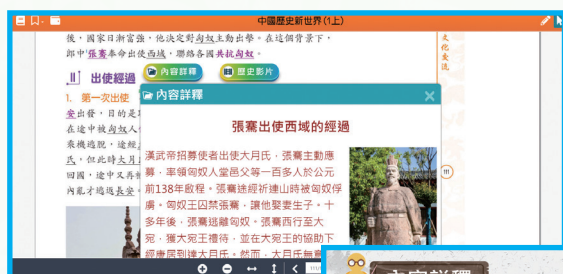 中國歷史新世界(1上)
後，國家日漸富強，他決定對匈奴主動出擊。在這個背景下，
郎中張騫奉命出使西域，聯絡各國共抗匈奴。
文化交流
II 出使經過
內容詳釋
歷史影片
1. 第一次出使
內容詳釋
安出發，目的是
在途中被匈奴人
乘機逃脫，途經
氏，但此時大月
回國，途中又再
內亂才逃返長安。
張騫出使西域的經過
漢武帝招募使者出使大月氏，張騫主動應
募，率領匈奴人堂邑父等一百多人於公元
前138年啟程。張騫途經祁連山時被匈奴俘
虜。匈奴王囚禁張騫，讓他娶妻生子。十
多年後，張騫逃離匈奴。張騫西行至大
宛，獲大宛王禮待，並在大宛王的協助下
經康居到達大月氏。然而，大月氏無意